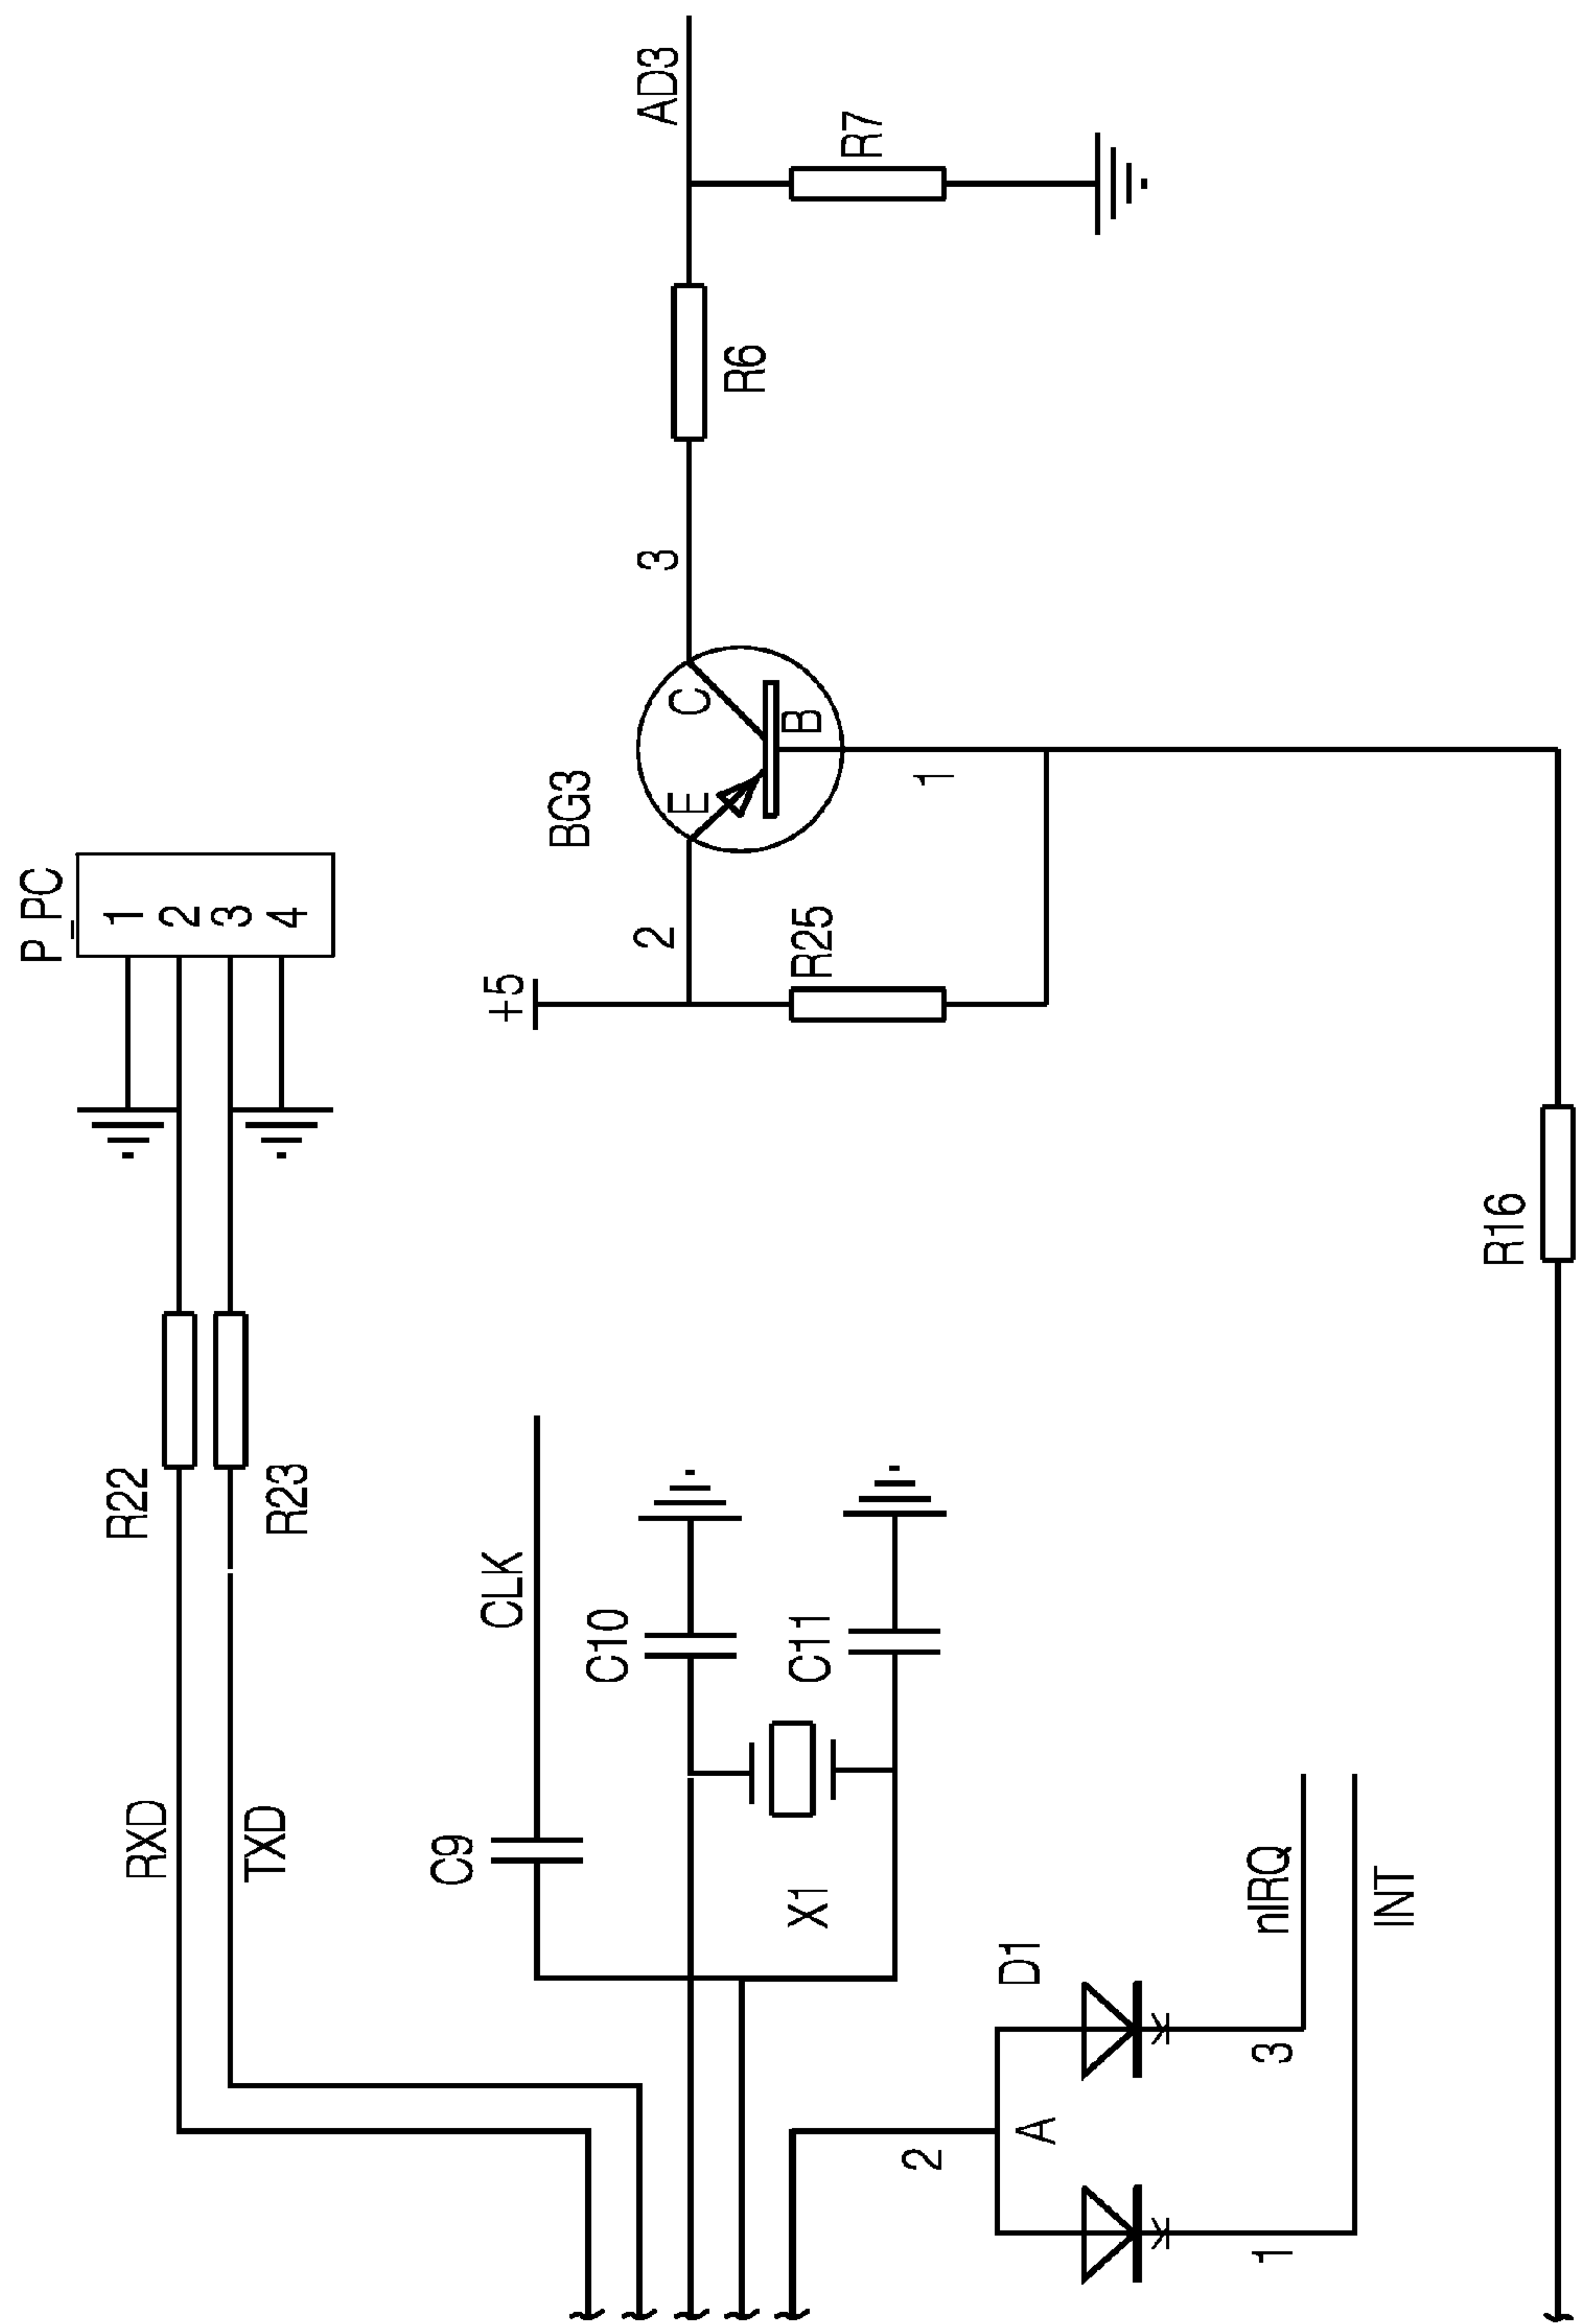 P_PC
1
2
3
4
R22
R23
RXD
TXD
AD3
R7
R6
3
BG3
C
E
B
1
2
+5
R25
R16
CLK
C9
C10
C11
X1
D1
A
2
3
1
nIRQ
INT